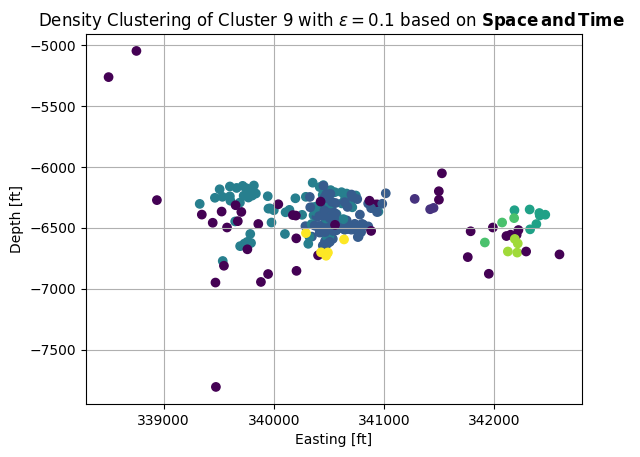 Density Clustering of Cluster 9 with ε = 0.1 based on Space and Time
−5000
−5500
−6000
−6500
−7000
−7500
Depth [ft]
339000 340000 341000 342000
Easting [ft]